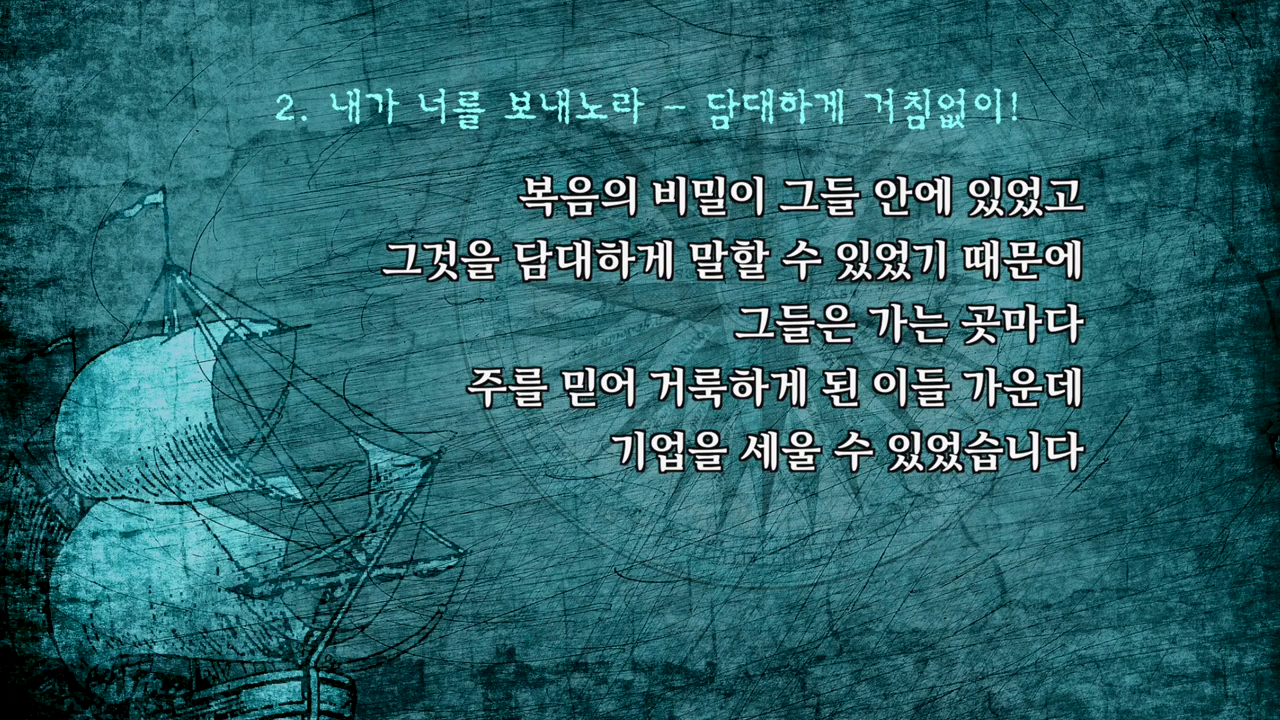 2. 내가 너를 보내노라 - 담대하게 거침없이!
복음의 비밀이 그들 안에 있었고
그것을 담대하게 말할 수 있었기 때문에
그들은 가는 곳마다
주를 믿어 거룩하게 된 이들 가운데
기업을 세울 수 있었습니다